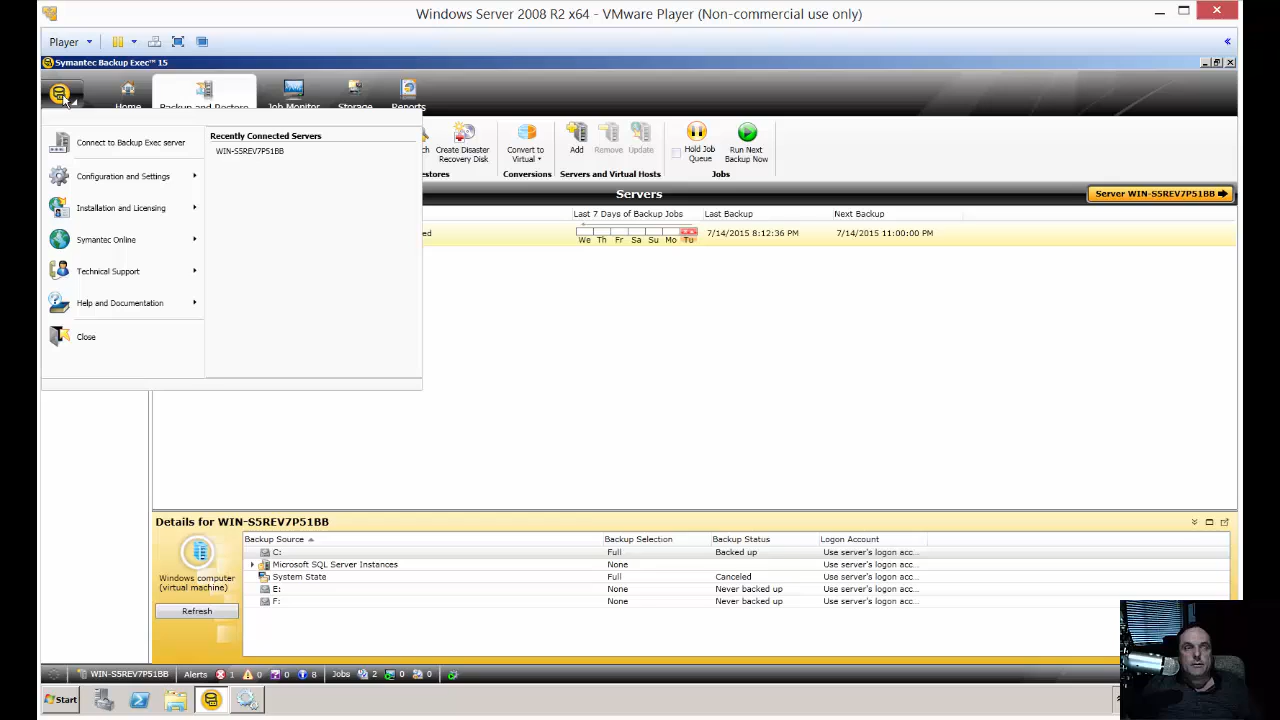 Windows Server 2008 R2 x64 - VMware Player (Non-commercial use only)
Player
Symantec Backup Exec™ 15
Home
Backup and Restore
Job Monitor
Storage
Reports
Connect to Backup Exec server
Configuration and Settings
Installation and Licensing
Symantec Online
Technical Support
Help and Documentation
Close
Recently Connected Servers
WIN-S5REV7P51BB
Create Disaster
Recovery Disk
Convert to
Virtual
Conversions
Add
Remove
Update
Servers and Virtual Hosts
Hold Job
Queue
Run Next
Backup Now
Jobs
Servers
Server WIN-S5REV7P51BB
Last 7 Days of Backup Jobs
Last Backup
Next Backup
We Th Fr Sa Su Mo Tu
7/14/2015 8:12:36 PM
7/14/2015 11:00:00 PM
Details for WIN-S5REV7P51BB
Windows computer
(virtual machine)
Refresh
Backup Source
Backup Selection
Backup Status
Logon Account
C: Full Backed up Use server's logon acc...
Microsoft SQL Server Instances None Use server's logon acc...
System State Full Canceled Use server's logon acc...
E: None Never backed up Use server's logon acc...
F: None Never backed up Use server's logon acc...
WIN-S5REV7P51BB Alerts 1 0 0 8 Jobs 2 0 0
Start